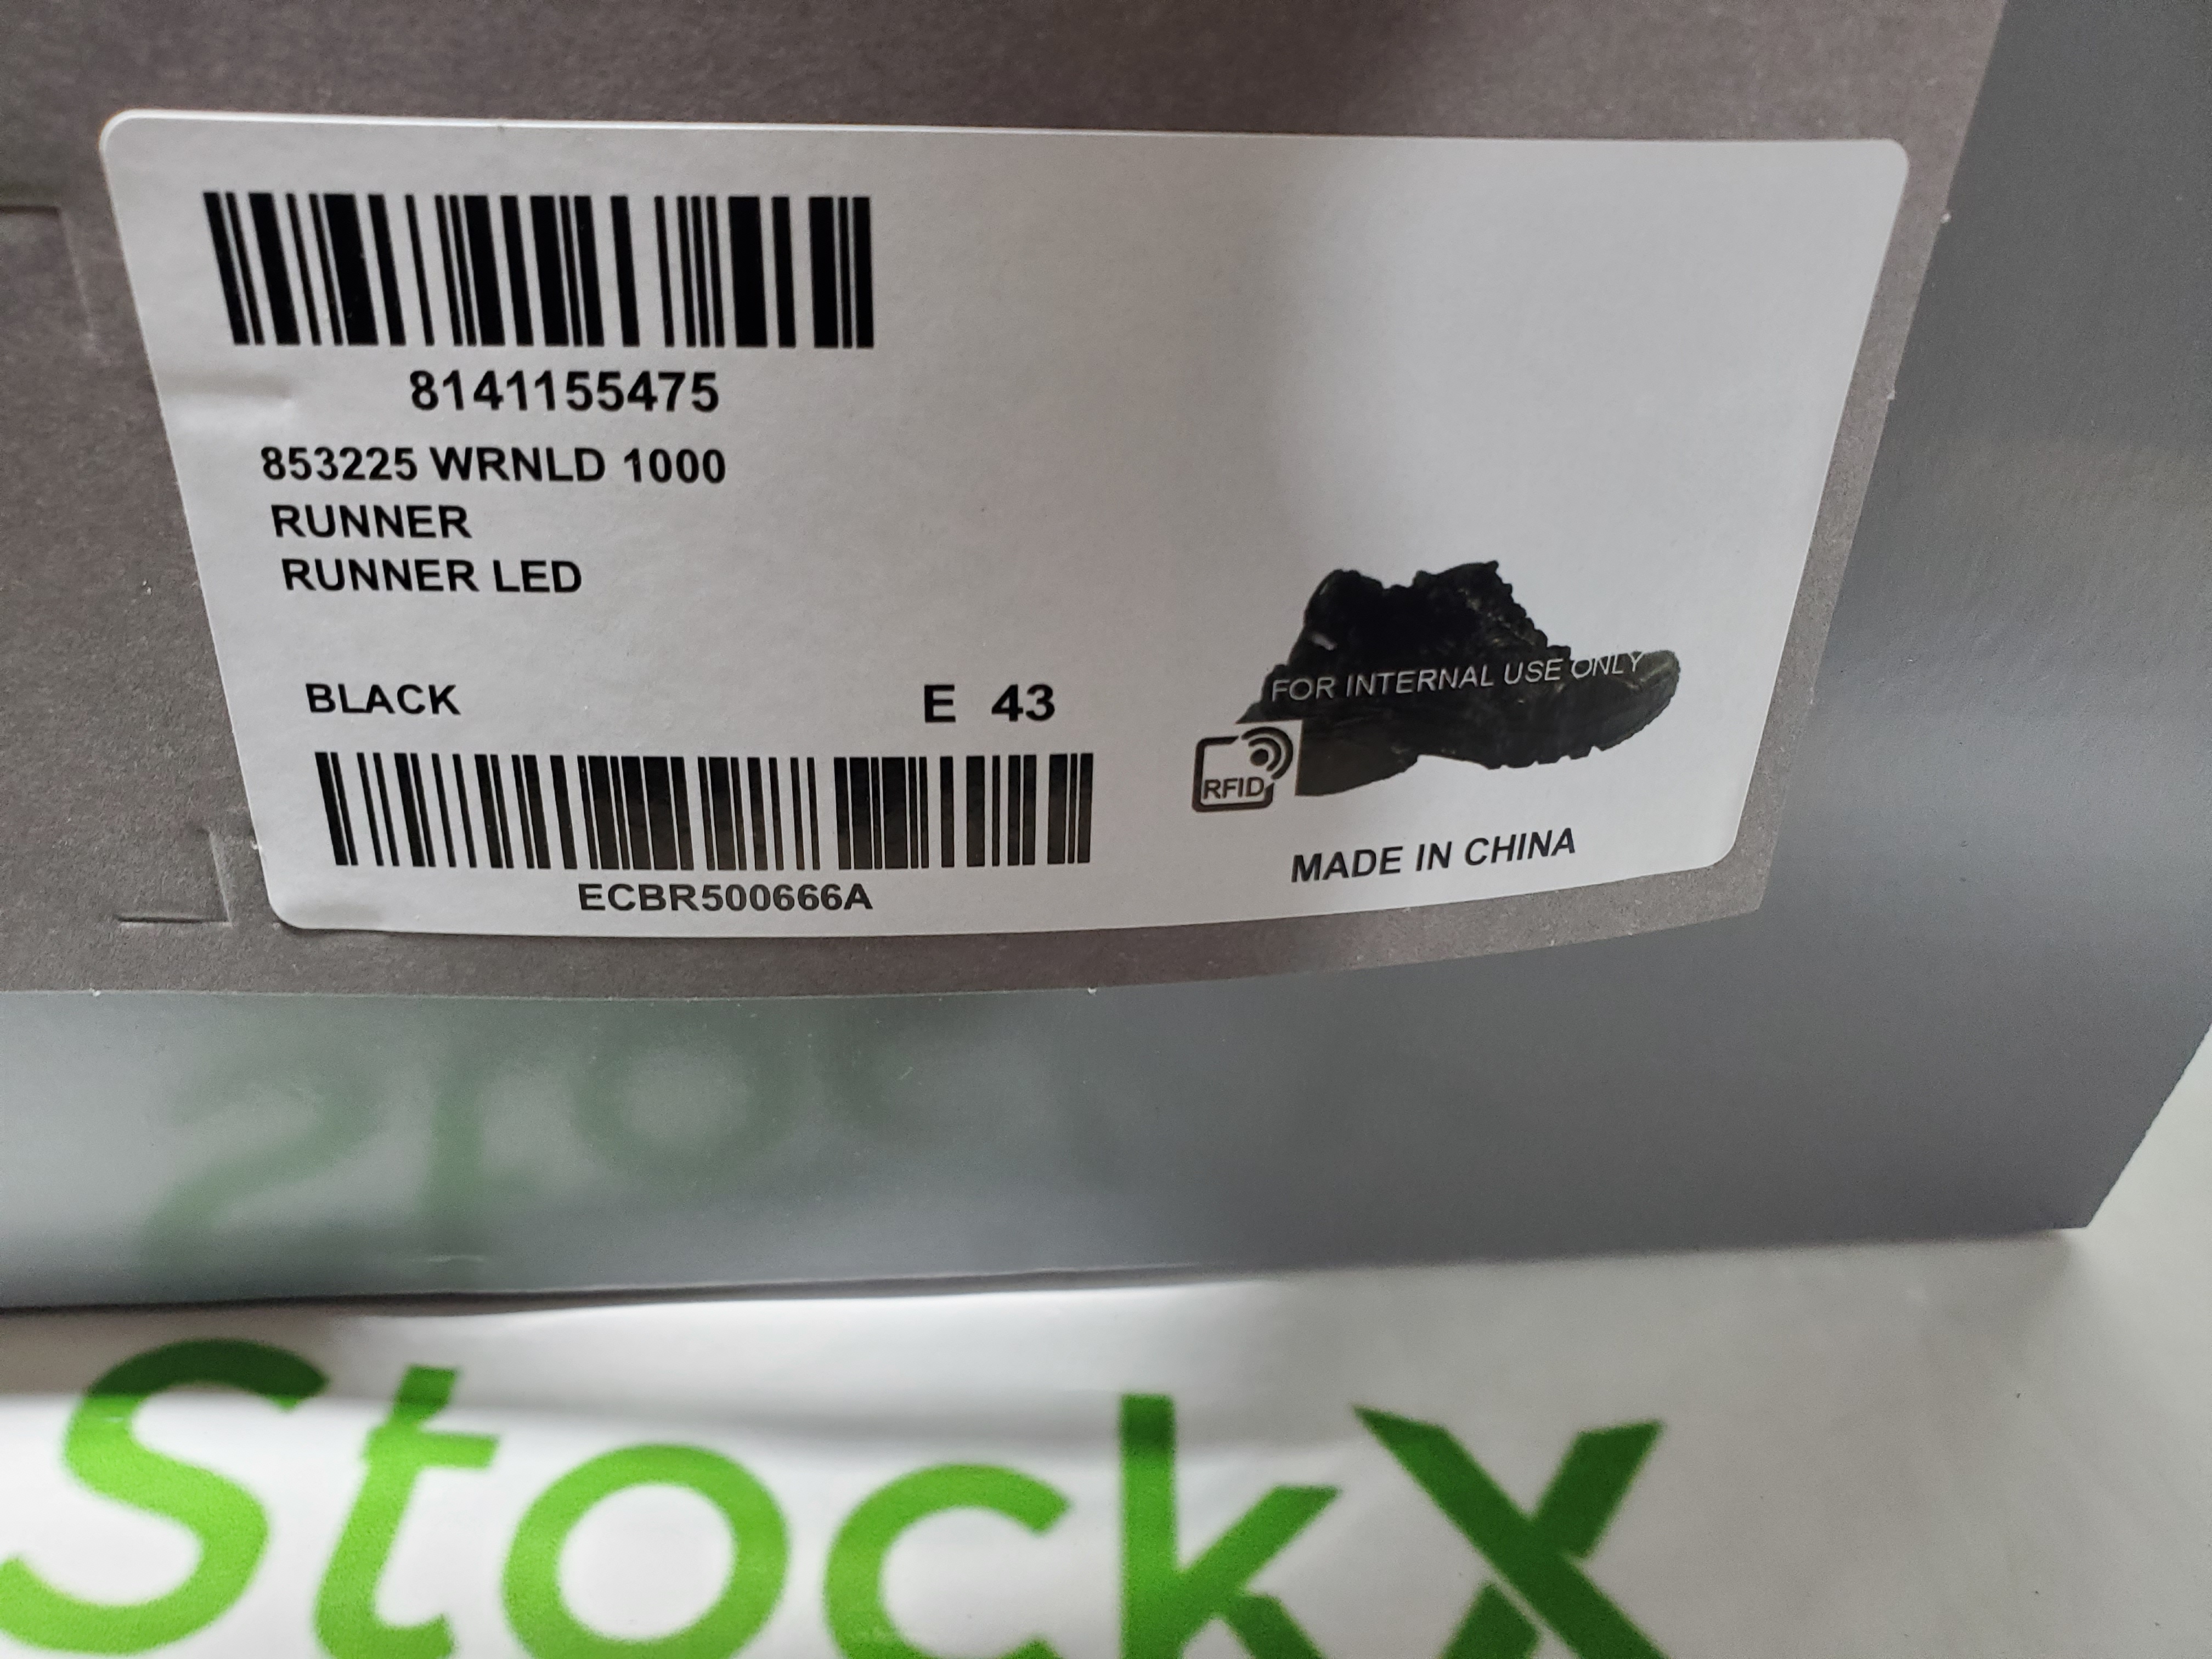 8141155475
853225 WRNLD 1000
RUNNER
RUNNER LED
BLACK
E 43
FOR INTERNAL USE ONLY
RFID
MADE IN CHINA
ECBR500666A
StockX